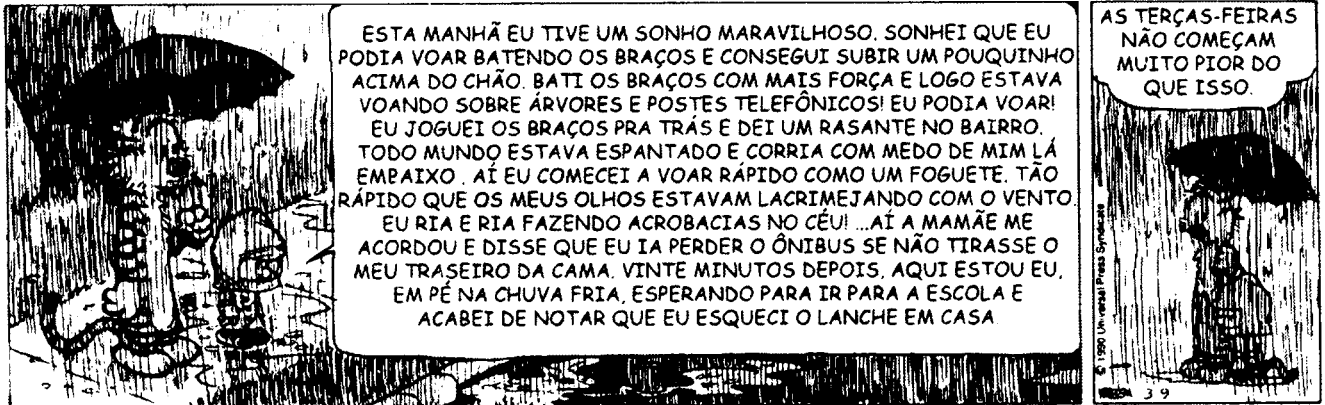 ESTA MANHÃ EU TIVE UM SONHO MARAVILHOSO. SONHEI QUE EU
PODIA VOAR BATENDO OS BRAÇOS E CONSEGUI SUBIR UM POUQUINHO
ACIMA DO CHÃO. BATI OS BRAÇOS COM MAIS FORÇA E LOGO ESTAVA
VOANDO SOBRE ÁRVORES E POSTES TELEFÔNICOS! EU PODIA VOAR!
EU JOGUEI OS BRAÇOS PRA TRÁS E DEI UM RASANTE NO BAIRRO.
TODO MUNDO ESTAVA ESPANTADO E CORRIA COM MEDO DE MIM LÁ
EMPAIXO. AÍ EU COMECEI A VOAR RÁPIDO COMO UM FOGUETE. TÃO
RÁPIDO QUE OS MEUS OLHOS ESTAVAM LACRIMEJANDO COM O VENTO.
EU RIA E RIA FAZENDO ACROBACIAS NO CÉU! ...AÍ A MAMÃE ME
ACORDOU E DISSE QUE EU IA PERDER O ÔNIBUS SE NÃO TIRASSE O
MEU TRASEIRO DA CAMA. VINTE MINUTOS DEPOIS, AQUI ESTOU EU,
EM PÉ NA CHUVA FRIA, ESPERANDO PARA IR PARA A ESCOLA E
ACABEI DE NOTAR QUE EU ESQUECI O LANCHE EM CASA
AS TERÇAS-FEIRAS
NÃO COMEÇAM
MUITO PIOR DO
QUE ISSO.
© 1990 Universal Press Syndicate
3 9